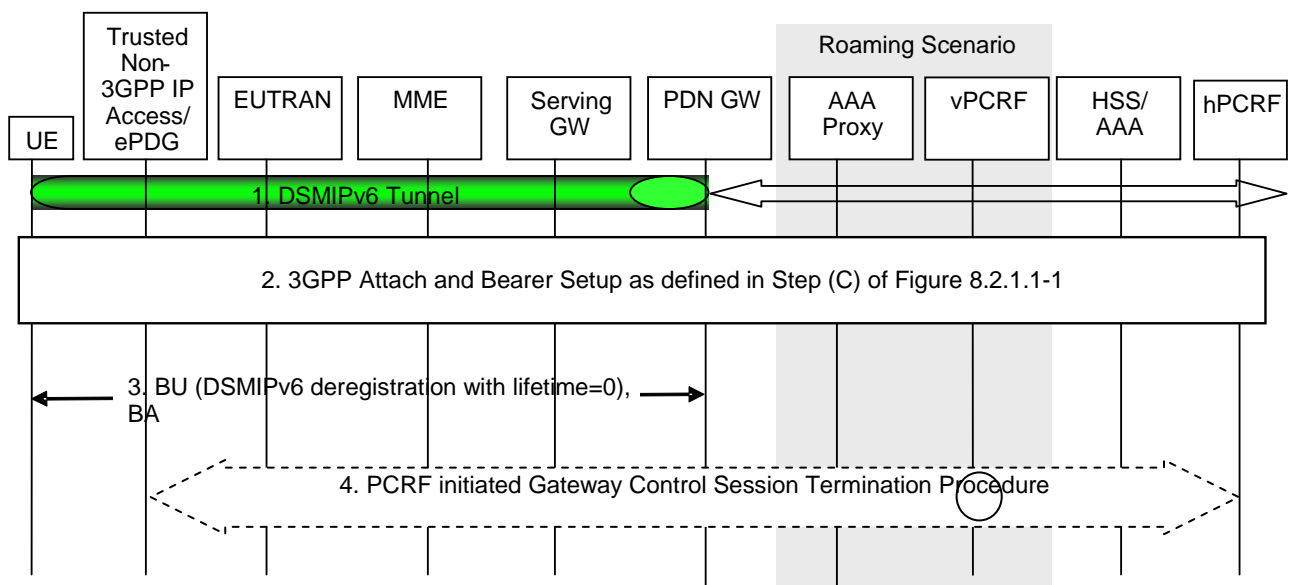 Roaming Scenario
UE
Trusted
Non-
3GPP IP
Access/
ePDG
EUTRAN
MME
Serving
GW
PDN GW
AAA
Proxy
vPCRF
HSS/
AAA
hPCRF
1. DSMIPv6 Tunnel
2. 3GPP Attach and Bearer Setup as defined in Step (C) of Figure 8.2.1.1-1
3. BU (DSMIPv6 deregistration with lifetime=0),
BA
4. PCRF initiated Gateway Control Session Termination Procedure